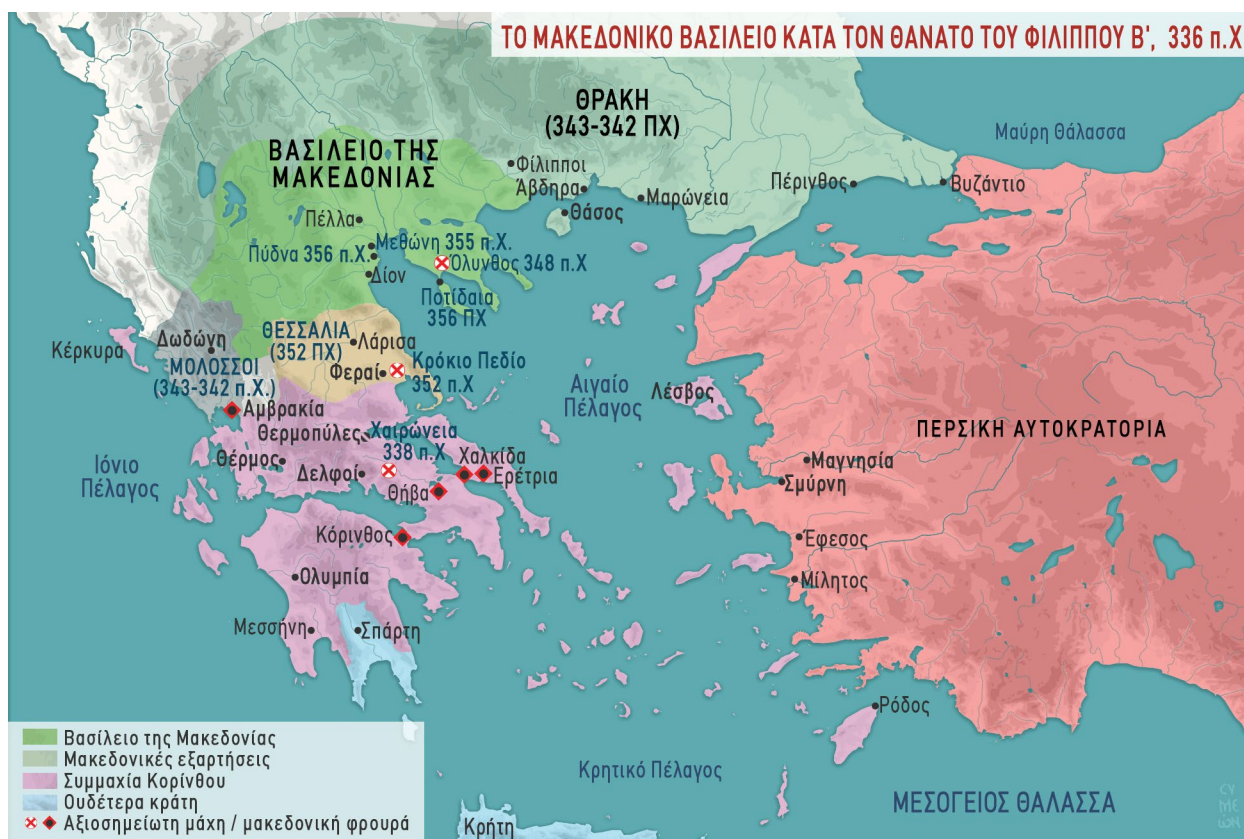 ΤΟ ΜΑΚΕΔΟΝΙΚΟ ΒΑΣΙΛΕΙΟ ΚΑΤΑ ΤΟΝ ΘΑΝΑΤΟ ΤΟΥ ΦΙΛΙΠΠΟΥ Β', 336 π.Χ
ΘΡΑΚΗ
(343-342 ΠΧ)
Μαύρη Θάλασσα
ΒΑΣΙΛΕΙΟ ΤΗΣ
ΜΑΚΕΔΟΝΙΑΣ
Φίλιπποι
Άβδηρα
Μαρώνεια
Πέρινθος
Βυζάντιο
Θάσος
Πέλλα
Μεθώνη 355 π.Χ.
Πύδνα 356 π.Χ.
Όλυνθος 348 π.Χ
Δίον
Ποτίδαια
356 ΠΧ
Κέρκυρα
Δωδώνη
ΘΕΣΣΑΛΙΑ
(352 ΠΧ)
Λάρισα
ΜΟΛΟΣΣΟΙ
(343-342 π.Χ.)
Φεραί
Κρόκιο Πεδίο
352 π.Χ
Αιγαίο
Πέλαγος
Λέσβος
Αμβρακία
Θερμοπύλες
Χαιρώνεια
338 π.Χ
ΠΕΡΣΙΚΗ ΑΥΤΟΚΡΑΤΟΡΙΑ
Ιόνιο
Πέλαγος
Θέρμος
Δελφοί
Χαλκίδα
Ερέτρια
Θήβα
Μαγνησία
Σμύρνη
Κόρινθος
Έφεσος
Ολυμπία
Μίλητος
Μεσσήνη
Σπάρτη
Ρόδος
Βασίλειο της Μακεδονίας
Μακεδονικές εξαρτήσεις
Συμμαχία Κορίνθου
Ουδέτερα κράτη
Αξιοσημείωτη μάχη / μακεδονική φρουρά
Κρητικό Πέλαγος
Κρήτη
ΜΕΣΟΓΕΙΟΣ ΘΑΛΑΣΣΑ
CY
ΜΕ
ΩΝ